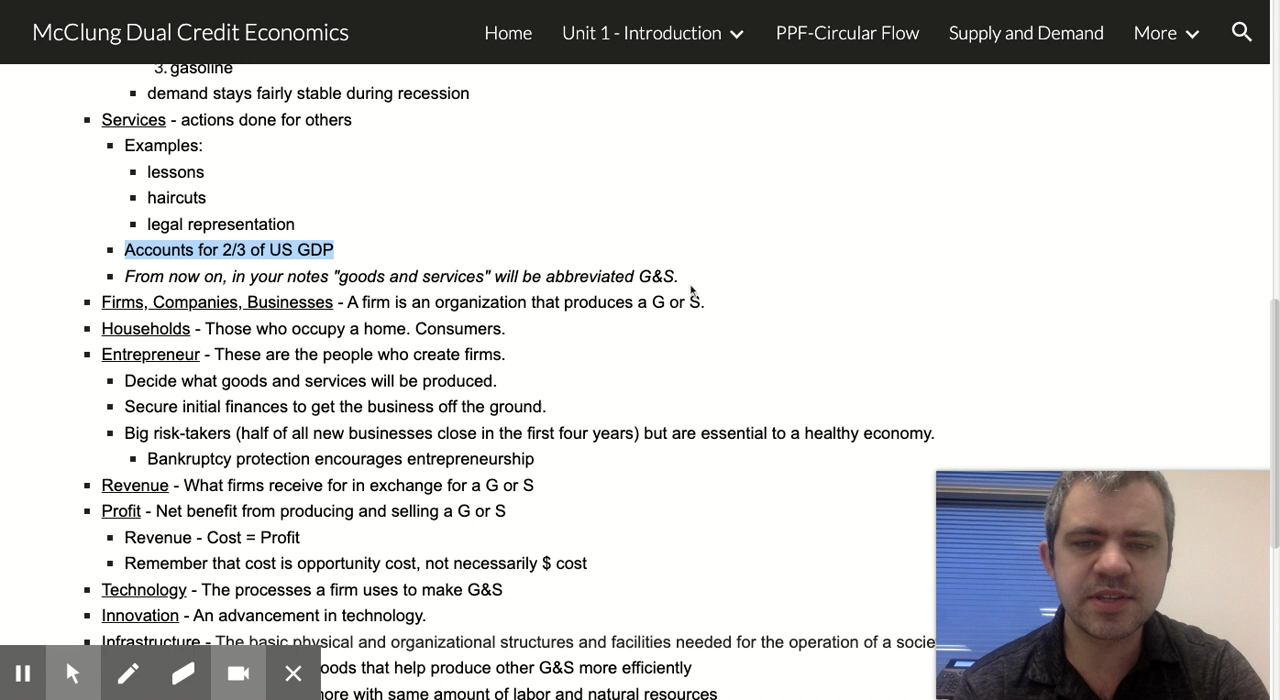 McClung Dual Credit Economics Home Unit 1 - Introduction PPF-Circular Flow Supply and Demand More
3. gasoline
demand stays fairly stable during recession
Services - actions done for others
Examples:
lessons
haircuts
legal representation
Accounts for 2/3 of US GDP
From now on, in your notes "goods and services" will be abbreviated G&S.
Firms, Companies, Businesses - A firm is an organization that produces a G or S.
Households - Those who occupy a home. Consumers.
Entrepreneur - These are the people who create firms.
Decide what goods and services will be produced.
Secure initial finances to get the business off the ground.
Big risk-takers (half of all new businesses close in the first four years) but are essential to a healthy economy.
Bankruptcy protection encourages entrepreneurship
Revenue - What firms receive for in exchange for a G or S
Profit - Net benefit from producing and selling a G or S
Revenue - Cost = Profit
Remember that cost is opportunity cost, not necessarily $ cost
Technology - The processes a firm uses to make G&S
Innovation - An advancement in technology.
Infrastructure - The basic physical and organizational structures and facilities needed for the operation of a socie
oods that help produce other G&S more efficiently
ore with same amount of labor and natural resources